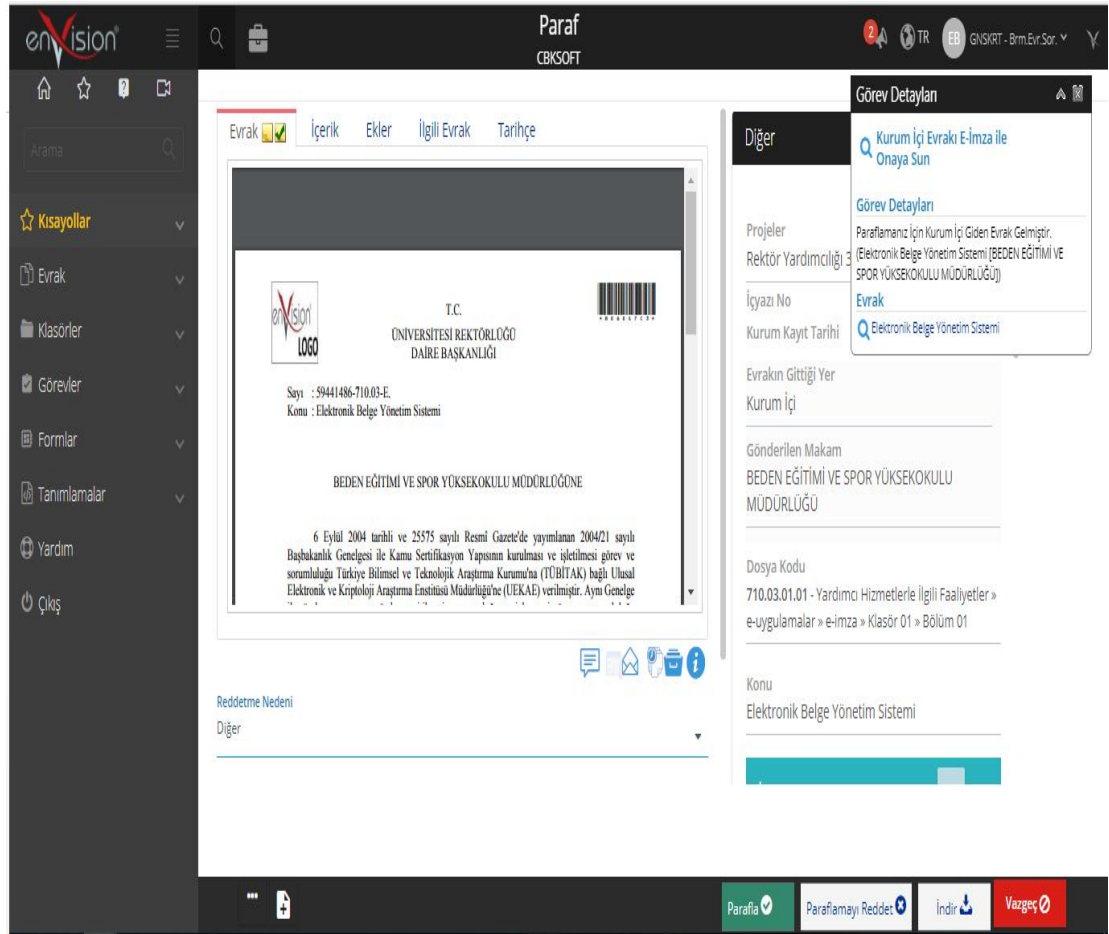 enVision
Paraf
CBKSOFT
2
TR
EB
GNSKRT - Brm.Evr.Sor.
Arama
Kısayollar
Evrak
Klasörler
Görevler
Formlar
Tanımlamalar
Yardım
Çıkış
Evrak
İçerik
Ekler
İlgili Evrak
Tarihçe
enVision
LOGO
T.C.
ÜNİVERSİTESİ REKTÖRLÜĞÜ
DAİRE BAŞKANLIĞI
Sayı : 59441486-710.03-E.
Konu : Elektronik Belge Yönetim Sistemi
BEDEN EĞİTİMİ VE SPOR YÜKSEKOKULU MÜDÜRLÜĞÜNE
6 Eylül 2004 tarihli ve 25575 sayılı Resmî Gazete'de yayımlanan 2004/21 sayılı
Başbakanlık Genelgesi ile Kamu Sertifikasyon Yapısının kurulması ve işletilmesi görev ve
sorumluluğu Türkiye Bilimsel ve Teknolojik Araştırma Kurumu'na (TÜBİTAK) bağlı Ulusal
Elektronik ve Kriptoloji Araştırma Enstitüsü Müdürlüğü'ne (UEKAE) verilmiştir. Aynı Genelge
Reddetme Nedeni
Diğer
Diğer
Projeler
Rektör Yardımcılığı 3
İçyazı No
Kurum Kayıt Tarihi
Evrakın Gittiği Yer
Kurum İçi
Gönderilen Makam
BEDEN EĞİTİMİ VE SPOR YÜKSEKOKULU
MÜDÜRLÜĞÜ
Dosya Kodu
710.03.01.01 - Yardımcı Hizmetlerle İlgili Faaliyetler »
e-uygulamalar » e-imza » Klasör 01 » Bölüm 01
Konu
Elektronik Belge Yönetim Sistemi
Görev Detayları
Kurum İçi Evrakı E-İmza ile
Onaya Sun
Görev Detayları
Paraflamanız İçin Kurum İçi Giden Evrak Gelmiştir.
(Elektronik Belge Yönetim Sistemi [BEDEN EĞİTİMİ VE
SPOR YÜKSEKOKULU MÜDÜRLÜĞÜ])
Evrak
Elektronik Belge Yönetim Sistemi
Parafla
Paraflamayı Reddet
İndir
Vazgeç